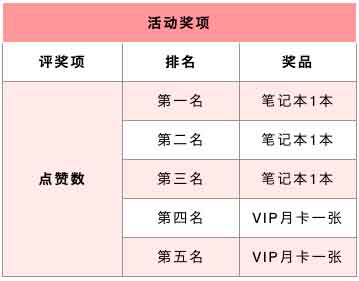 活动奖项
评奖项 排名 奖品
点赞数 第一名 笔记本1本
第二名 笔记本1本
第三名 笔记本1本
第四名 VIP月卡一张
第五名 VIP月卡一张